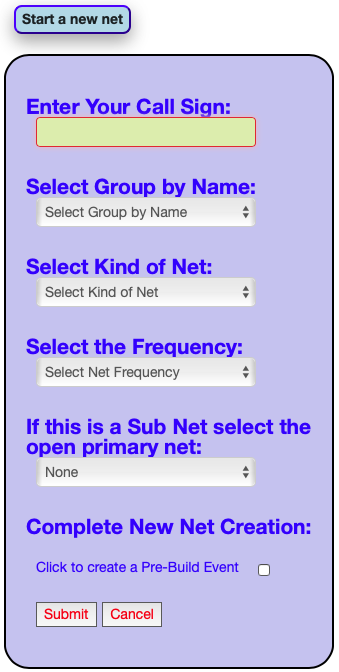 Start a new net
Enter Your Call Sign:
Select Group by Name:
Select Group by Name
Select Kind of Net:
Select Kind of Net
Select the Frequency:
Select Net Frequency
If this is a Sub Net select the
open primary net:
None
Complete New Net Creation:
Click to create a Pre-Build Event
Submit Cancel